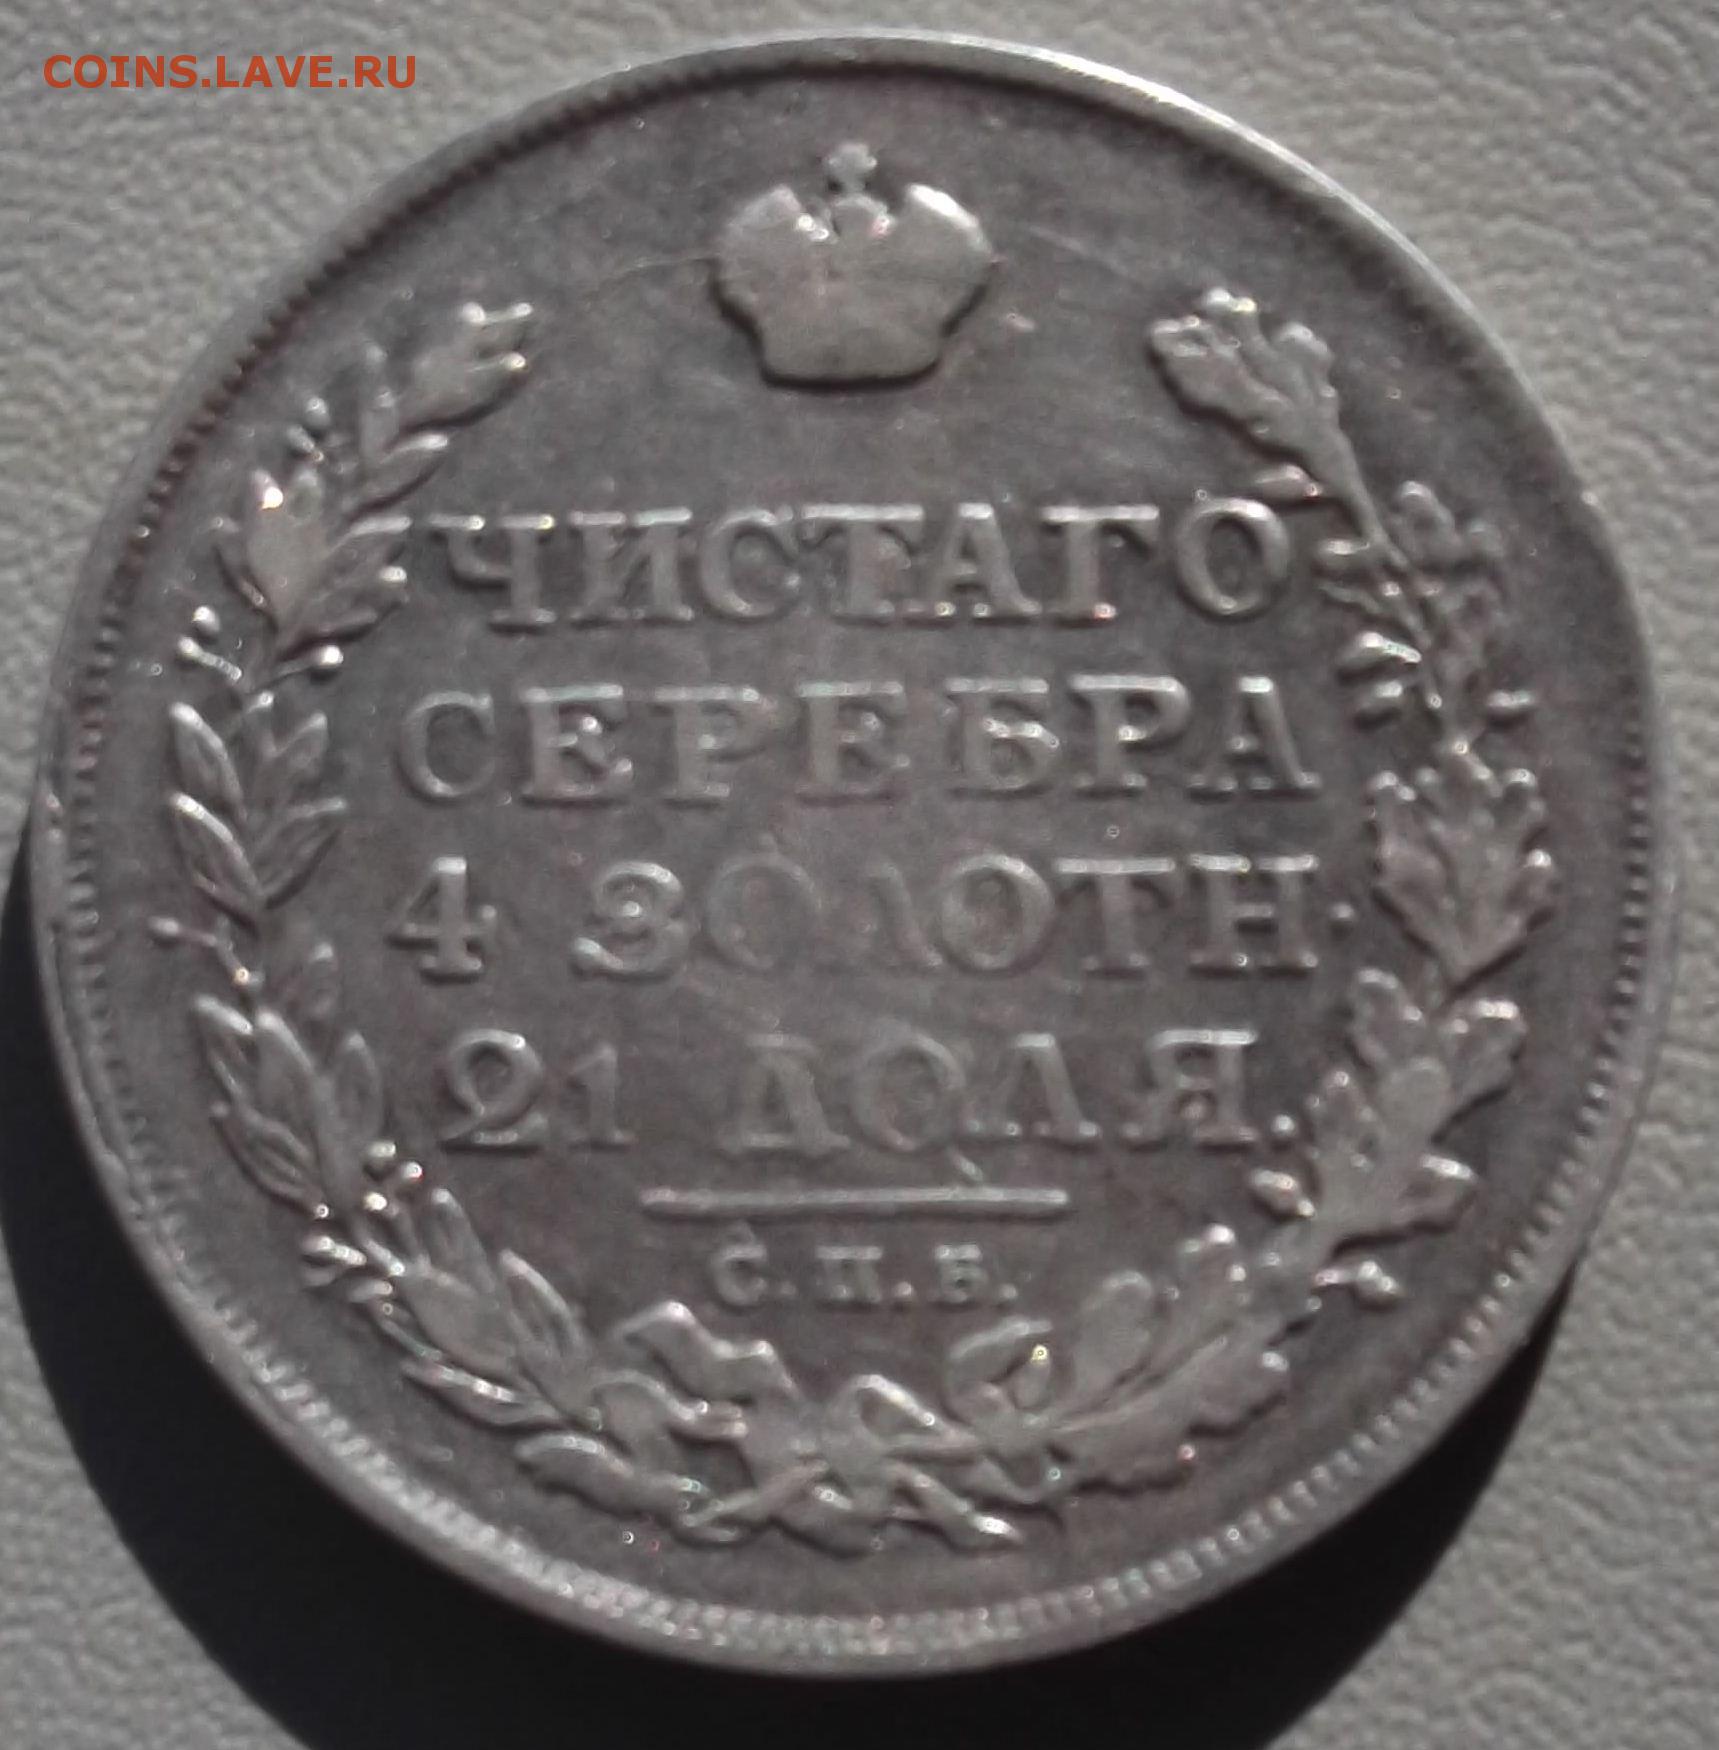 COINS.LAVE.RU
ЧИСТАГО
СЕРЕБРА
4 ЗОЛОТН·
21 ДОЛЯ.
С.П.Б.